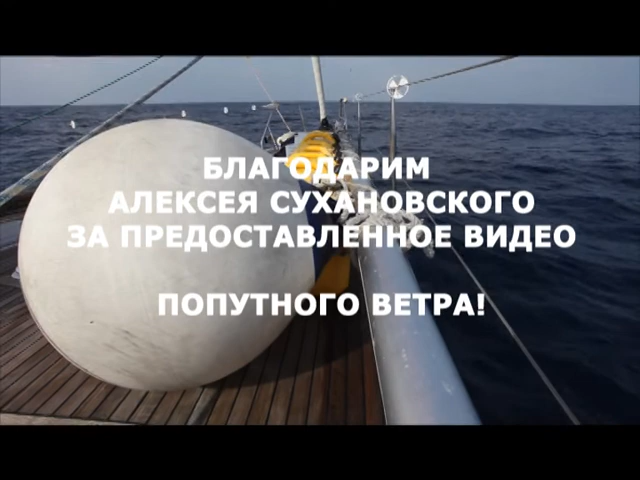 БЛАГОДАРИМ
АЛЕКСЕЯ СУХАНОВСКОГО
ЗА ПРЕДОСТАВЛЕННОЕ ВИДЕО
ПОПУТНОГО ВЕТРА!